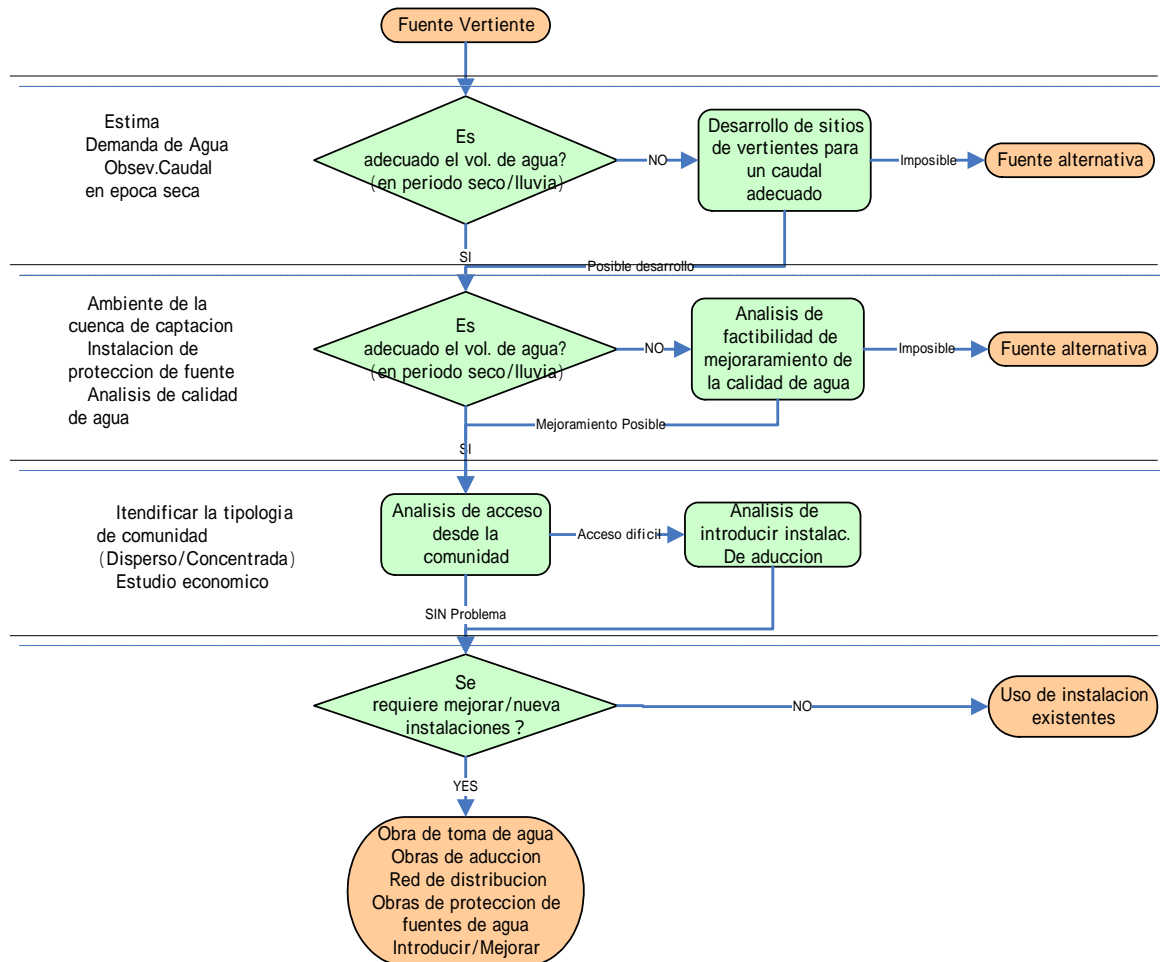 Fuente Vertiente
Estima
Demanda de Agua
Obsev.Caudal
en epoca seca
Es
adecuado el vol. de agua?
(en periodo seco/lluvia)
NO
Desarrollo de sitios
de vertientes para
un caudal
adecuado
Imposible
Fuente alternativa
SI
Posible desarrollo
Ambiente de la
cuenca de captacion
Instalacion de
proteccion de fuente
Analisis de calidad
de agua
Es
adecuado el vol. de agua?
(en periodo seco/lluvia)
NO
Analisis de
factibilidad de
mejoraramiento de
la calidad de agua
Imposible
Fuente alternativa
Mejoramiento Posible
SI
Itendificar la tipologia
de comunidad
(Disperso/Concentrada)
Estudio economico
Analisis de acceso
desde la
comunidad
Acceso dificil
Analisis de
introducir instalac.
De aduccion
SIN Problema
Se
requiere mejorar/nueva
instalaciones?
NO
Uso de instalacion
existentes
YES
Obra de toma de agua
Obras de aduccion
Red de distribucion
Obras de proteccion de
fuentes de agua
Introducir/Mejorar